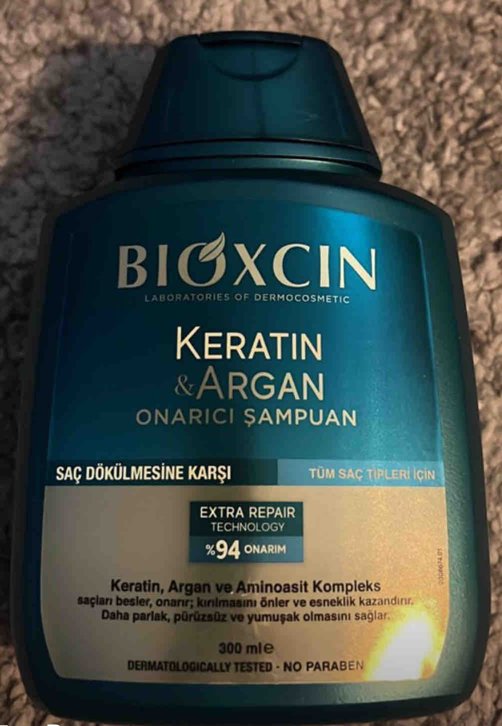 BIOXCIN
LABORATORIES OF DERMOCOSMETIC
KERATIN
& ARGAN
ONARICI ŞAMPUAN
SAÇ DÖKÜLMESİNE KARŞI
TÜM SAÇ TİPLERİ İÇİN
EXTRA REPAIR
TECHNOLOGY
%94 ONARIM
Keratin, Argan ve Aminoasit Kompleks
saçları besler, onarır; kırılmasını önler ve esneklik kazandırır.
Daha parlak, pürüzsüz ve yumuşak olmasını sağlar.
300 ml e
DERMATOLOGICALLY TESTED - NO PARABEN